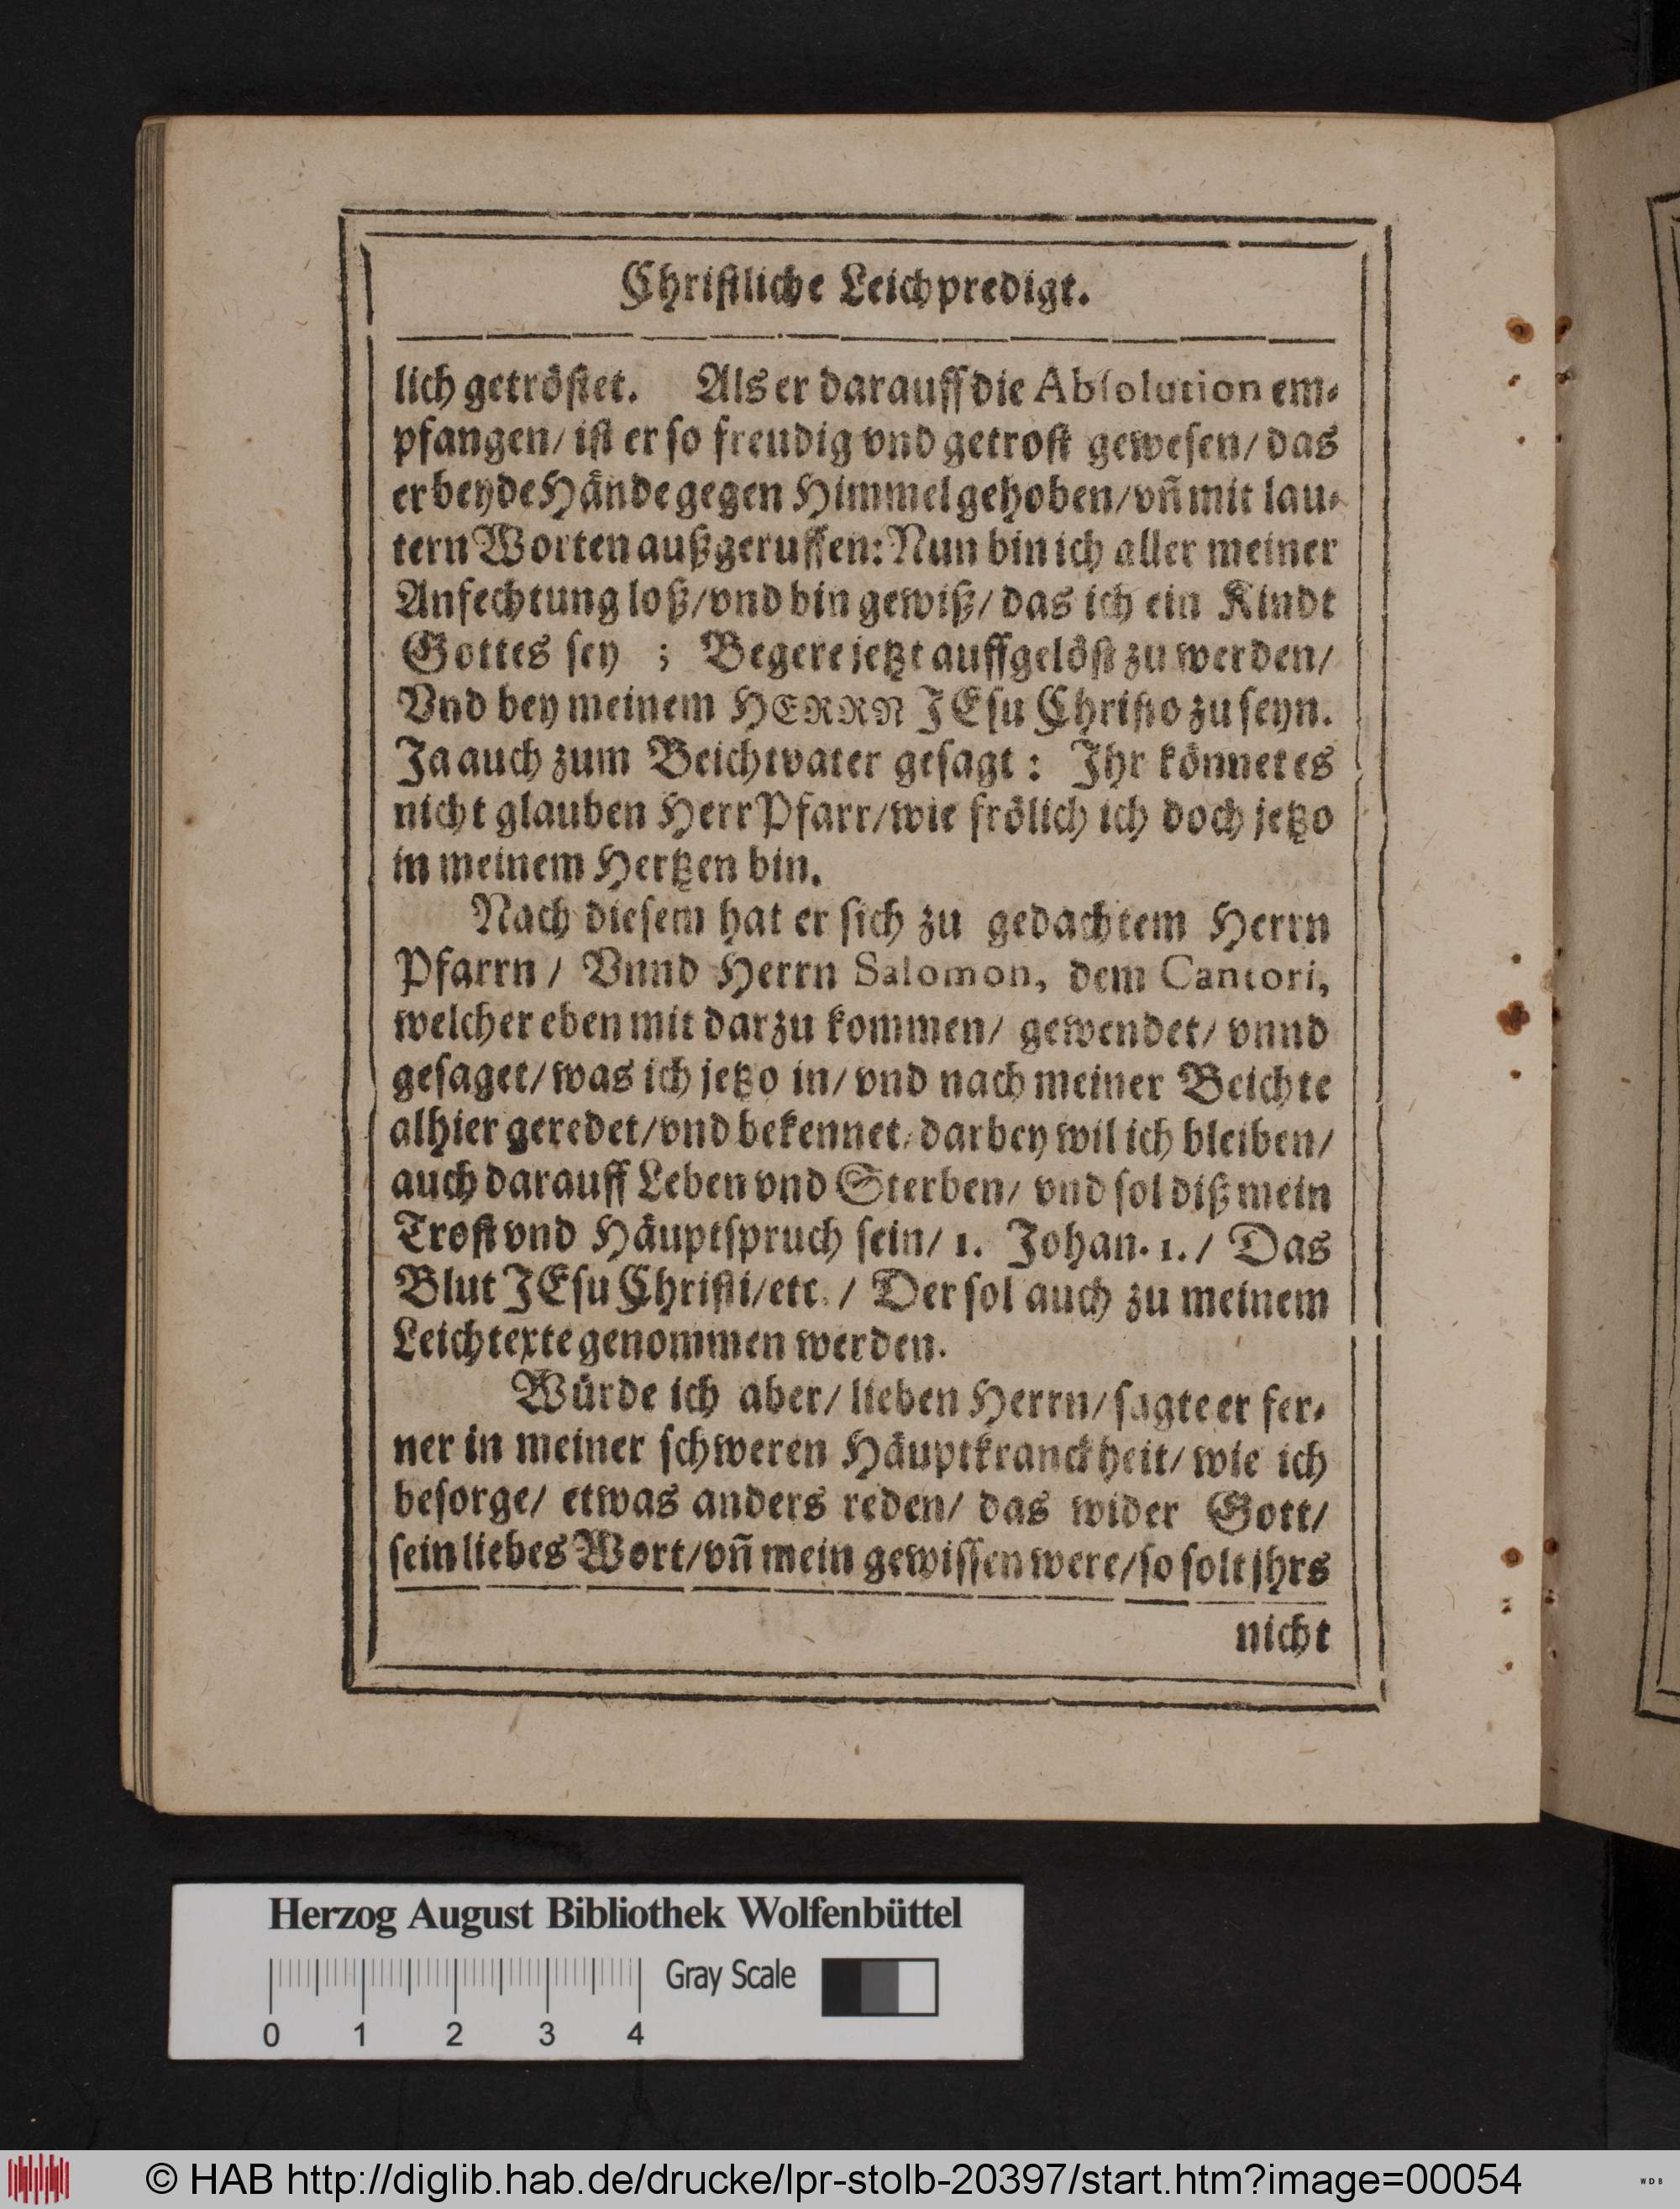 Christliche Leichpredigt.
lich getröstet. Als er darauff die Absolution em-
pfangen/ ist er so freudig vnd getrost gewesen/ das
er beyde Hände gegen Himmel gehoben/ vñ mit lau-
tern Worten außgeruffen: Nun bin ich aller meiner
Anfechtung loß/ vnd bin gewiß/ das ich ein Kindt
Gottes sey ; Begere jetzt auffgelöst zu werden/
Vnd bey meinem HERRN JEsu Christo zu seyn.
Ja auch zum Beichtvater gesagt : Ihr könnet es
nicht glauben Herr Pfarr/ wie frölich ich doch jetzo
in meinem Hertzen bin.
Nach diesem hat er sich zu gedachtem Herrn
Pfarrn / Vnnd Herrn Salomon, dem Cantori,
welcher eben mit darzu kommen/ gewendet/ vnnd
gesaget/ was ich jetzo in/ vnd nach meiner Beichte
alhier geredet/ vnd bekennet/ darbey wil ich bleiben/
auch darauff Leben vnd Sterben/ vnd sol diß mein
Trost vnd Häuptspruch sein/ 1. Johan. 1. / Das
Blut JEsu Christi/ etc. / Der sol auch zu meinem
Leichtexte genommen werden.
Würde ich aber/ lieben Herrn/ sagte er fer-
ner in meiner schweren Häuptkranckheit/ wie ich
besorge/ etwas anders reden/ das wider Gott/
sein liebes Wort/ vñ mein gewissen were/ so solt jhrs
nicht
Herzog August Bibliothek Wolfenbüttel
Gray Scale
0 1 2 3 4
© HAB http://diglib.hab.de/drucke/lpr-stolb-20397/start.htm?image=00054
WDB